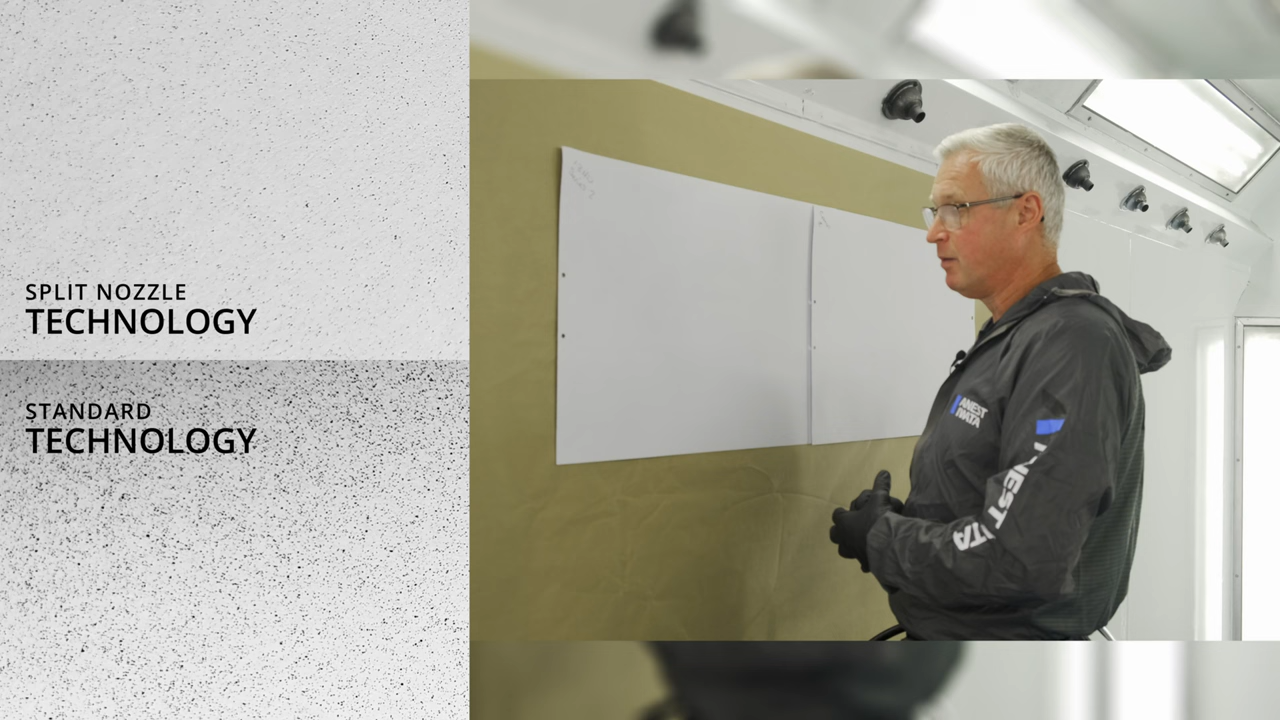 SPLIT NOZZLE
TECHNOLOGY
STANDARD
TECHNOLOGY
ANEST
IWATA